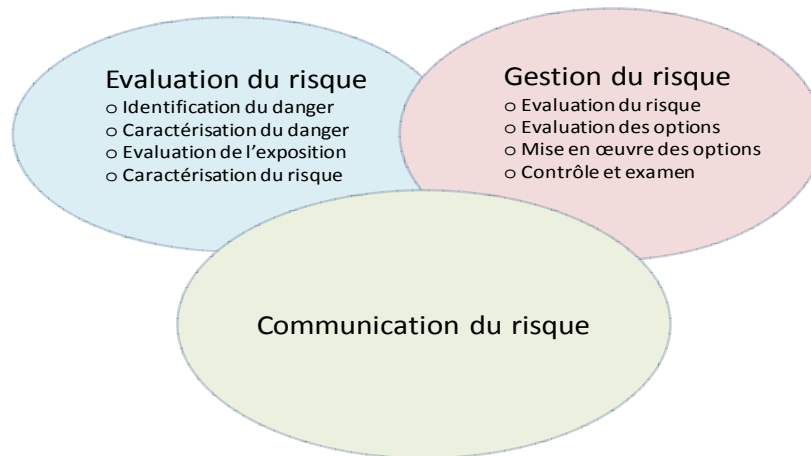 Evaluation du risque
o Identification du danger
o Caractérisation du danger
o Evaluation de l'exposition
o Caractérisation du risque
Gestion du risque
o Evaluation du risque
o Evaluation des options
o Mise en œuvre des options
o Contrôle et examen
Communication du risque